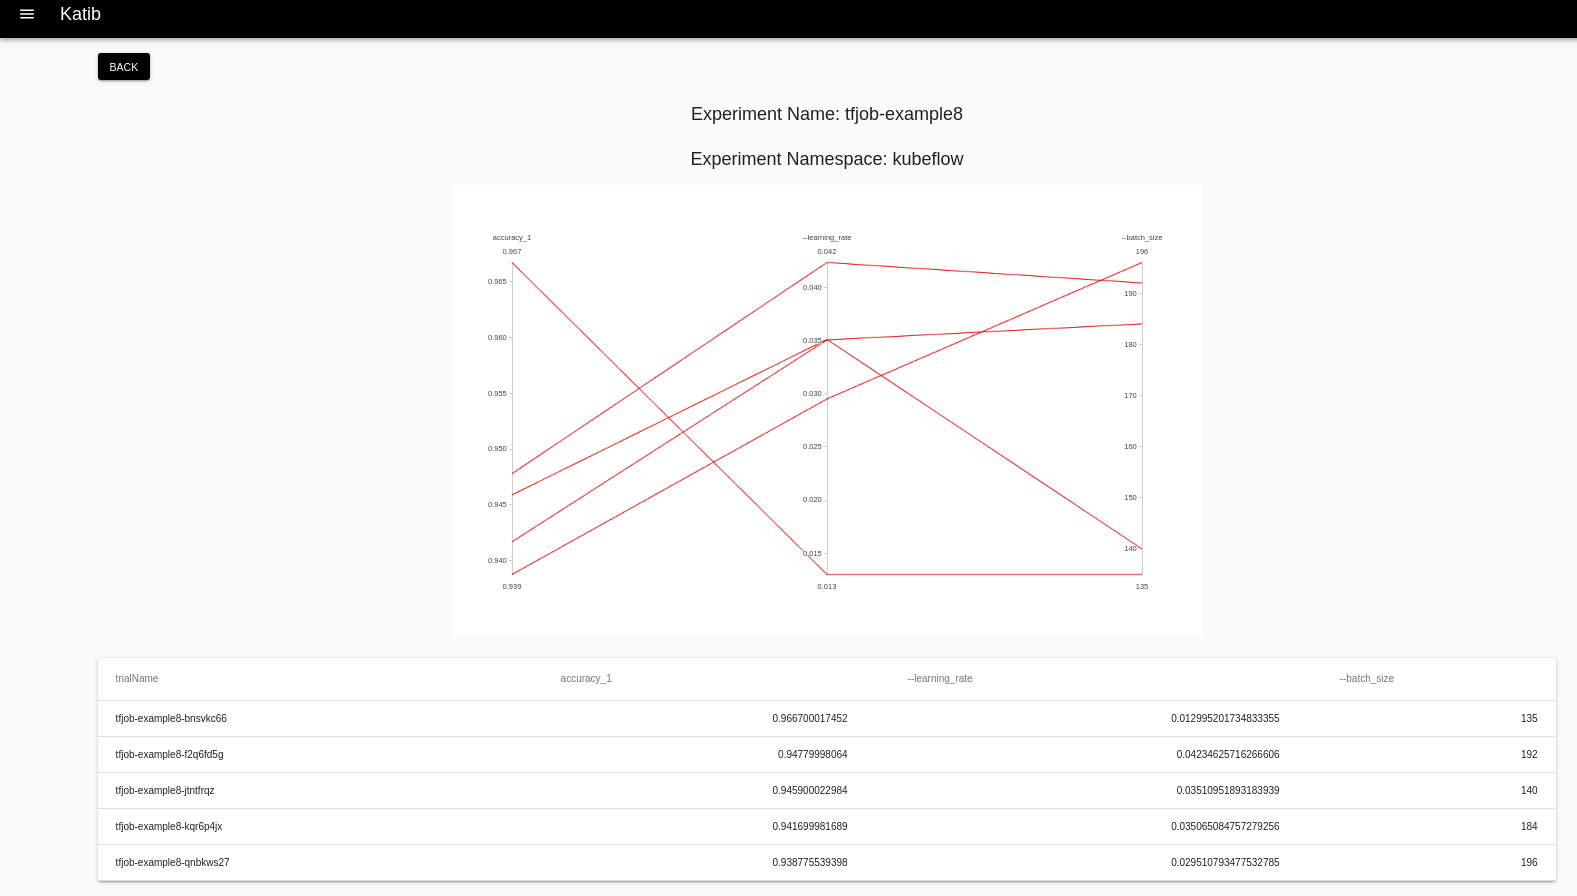 Katib
BACK
Experiment Name: tfjob-example8
Experiment Namespace: kubeflow
accuracy_1 --learning_rate --batch_size
0.967 0.042 196
0.965
0.960
0.955
0.950
0.945
0.940
0.939
0.040
0.035
0.030
0.025
0.020
0.015
0.013
190
180
170
160
150
140
135
trialName accuracy_1 --learning_rate --batch_size
tfjob-example8-bnsvkc66 0.966700017452 0.012995201734833355 135
tfjob-example8-f2q6fd5g 0.94779998064 0.04234625716266606 192
tfjob-example8-jtntfrqz 0.945900022984 0.03510951893183939 140
tfjob-example8-kqr6p4jx 0.941699981689 0.035065084757279256 184
tfjob-example8-qnbkws27 0.938775539398 0.029510793477532785 196